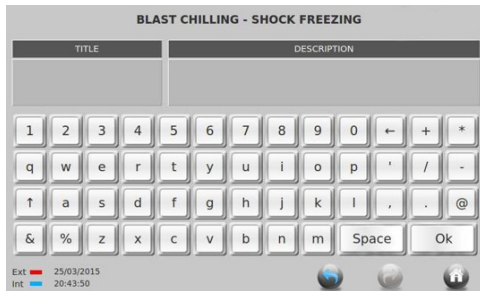 BLAST CHILLING - SHOCK FREEZING
TITLE DESCRIPTION
1 2 3 4 5 6 7 8 9 0 ← + *
q w e r t y u i o p ' / -
↑ a s d f g h j k l , . @
& % z x c v b n m Space Ok
Ext 25/03/2015
Int 20:43:50